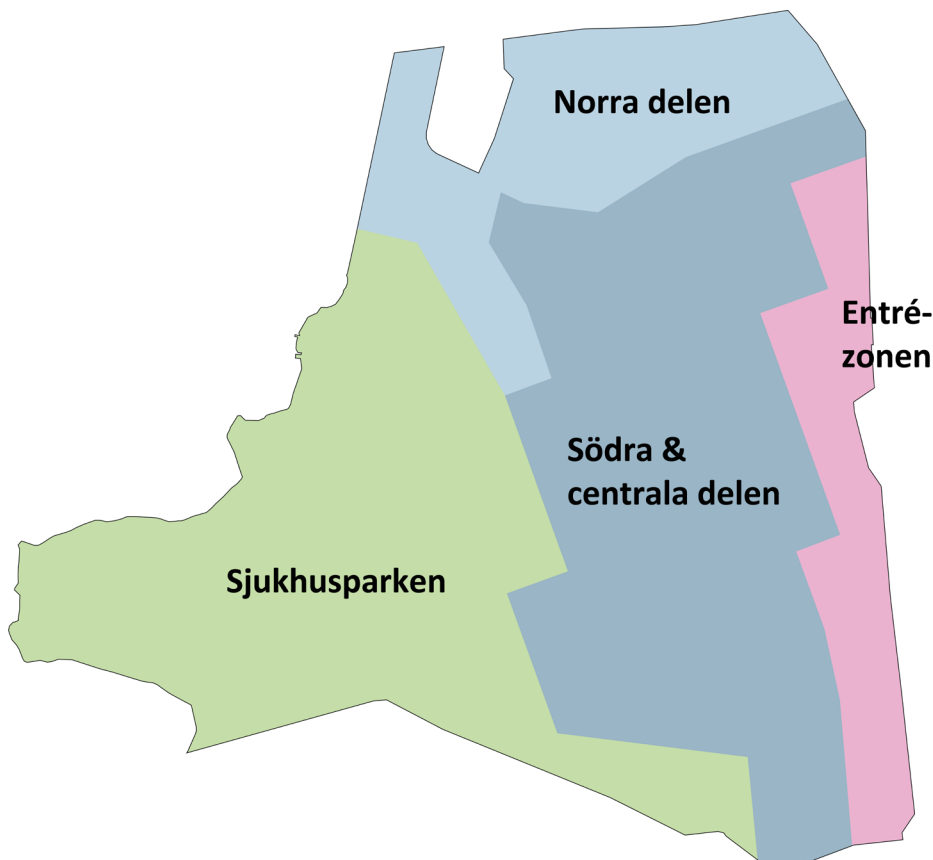 Norra delen
Entré-
zonen
Södra &
centrala delen
Sjukhusparken